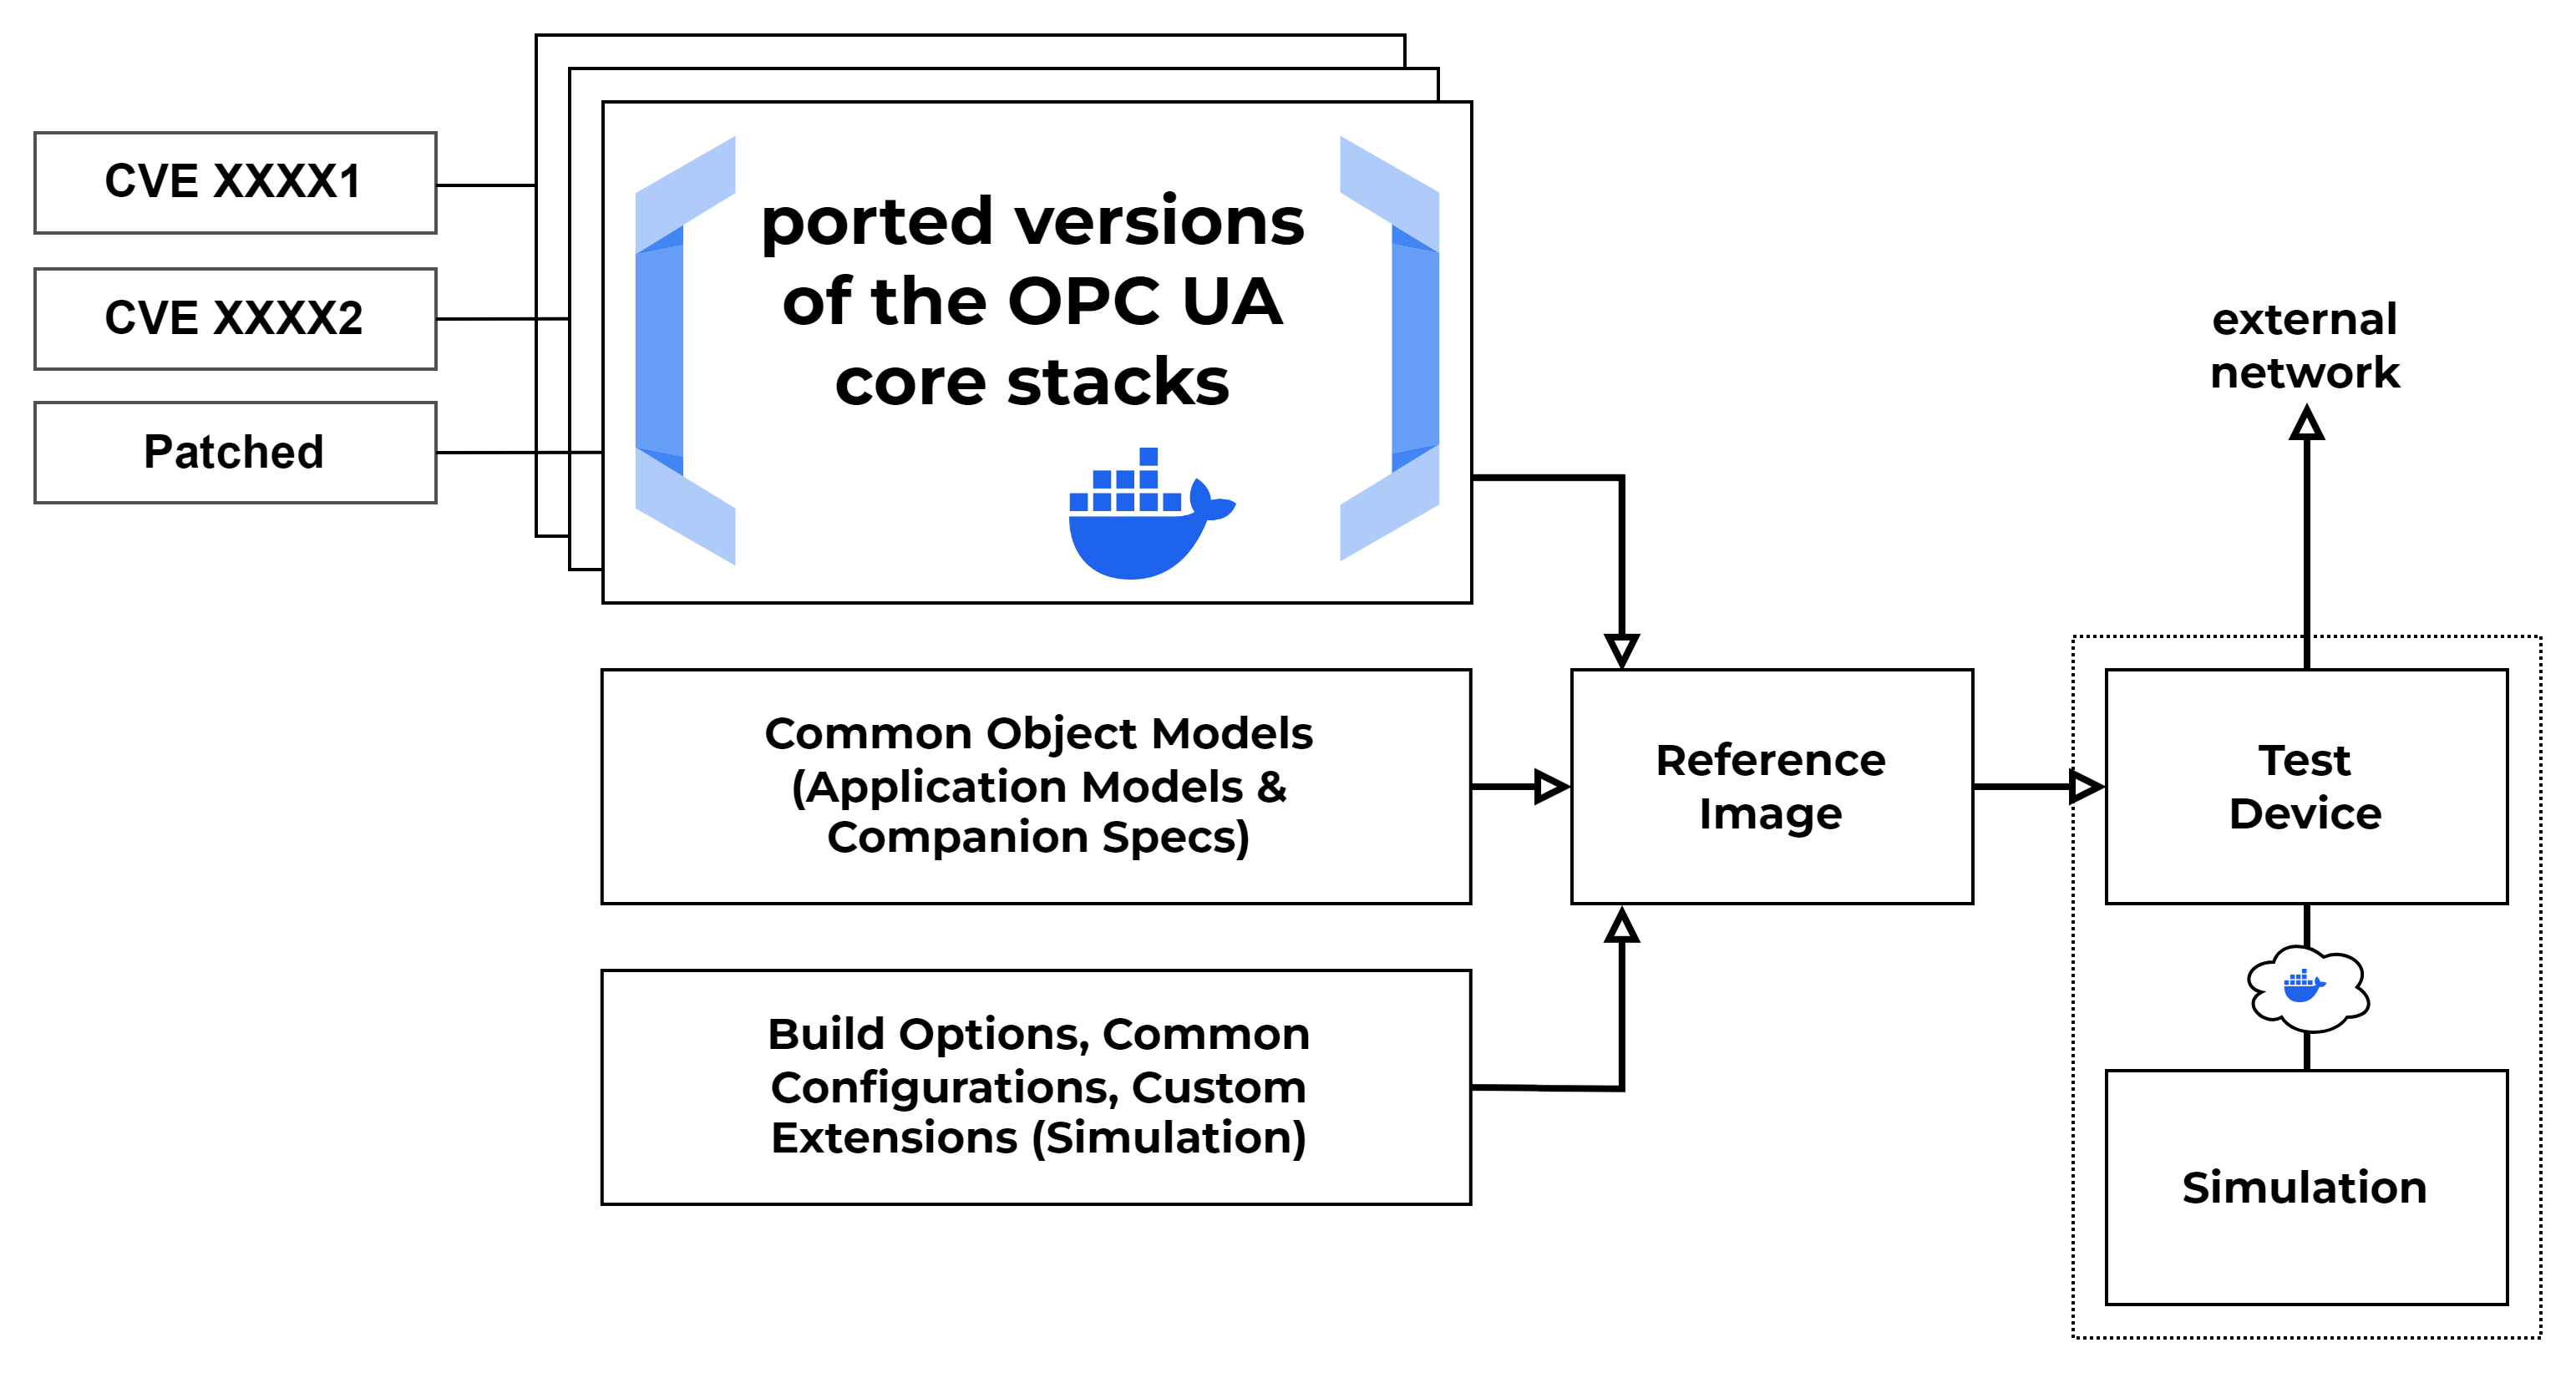 CVE XXXX1
CVE XXXX2
Patched
ported versions
of the OPC UA
core stacks
external
network
Common Object Models
(Application Models &
Companion Specs)
Reference
Image
Test
Device
Build Options, Common
Configurations, Custom
Extensions (Simulation)
Simulation